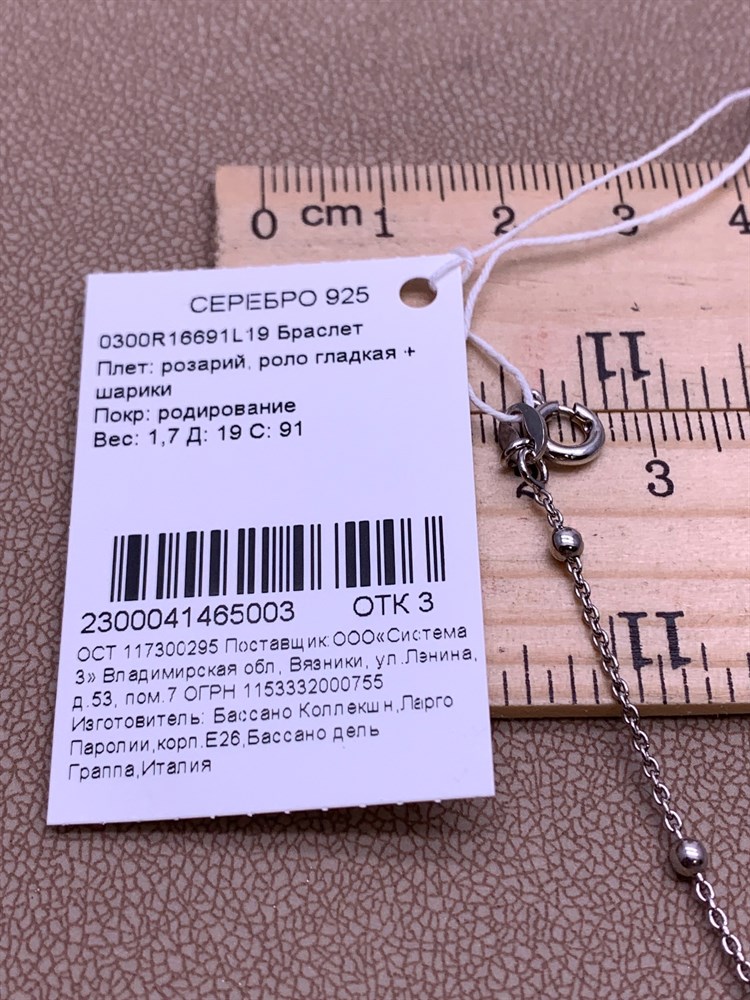 0 cm 1 2 3 4
СЕРЕБРО 925
0300R16691L19 Браслет
Плет: розарий, роло гладкая +
шарики
Покр: родирование
Вес: 1,7 Д: 19 С: 91
11
2 3
2300041465003 ОТК 3
ОСТ 117300295 Поставщик:ООО«Система
3» Владимирская обл, Вязники, ул.Лэнина,
д.53, пом.7 ОГРН 1153332000755
Изготовитель: Бассано Коллекшн,Ларго
Паролии,корп.Е26,Бассано дель
Граппа,Италия
11